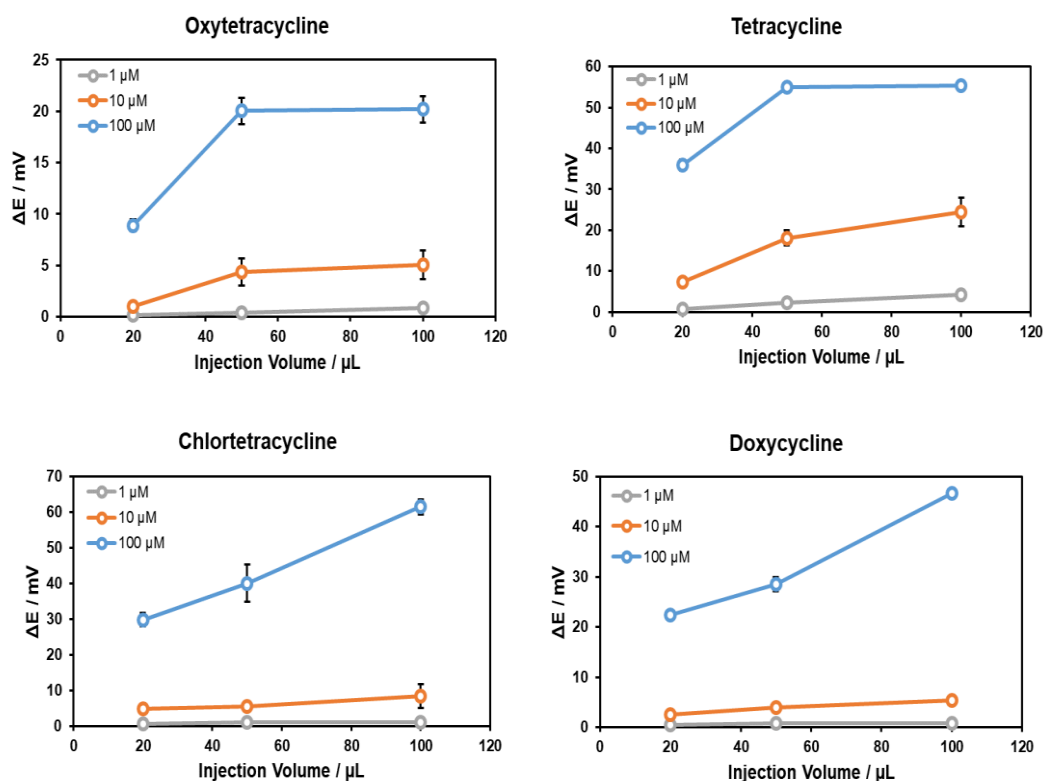 Oxytetracycline
25
20
15
10
5
0
ΔE / mV
1 µM
10 µM
100 µM
0 20 40 60 80 100 120
Injection Volume / µL
Tetracycline
60
50
40
30
20
10
0
ΔE / mV
1 µM
10 µM
100 µM
0 20 40 60 80 100 120
Injection Volume / µL
Chlortetracycline
70
60
50
40
30
20
10
0
ΔE / mV
1 µM
10 µM
100 µM
0 20 40 60 80 100 120
Injection Volume / µL
Doxycycline
50
40
30
20
10
0
ΔE / mV
1 µM
10 µM
100 µM
0 20 40 60 80 100 120
Injection Volume / µL